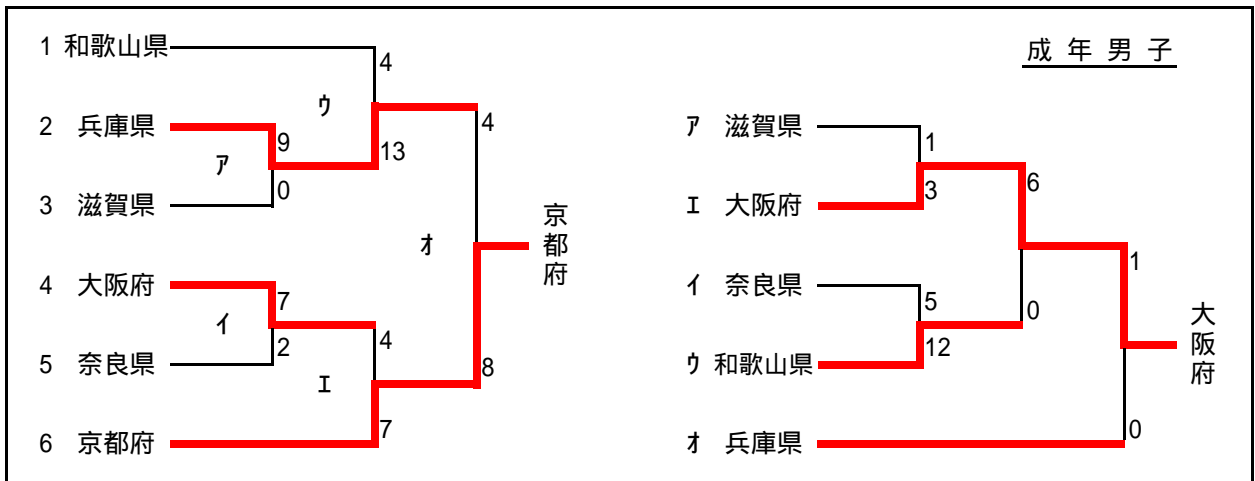 成年男子
1 和歌山県
4
ウ
2 兵庫県
9
13
ア
0
3 滋賀県
4
オ
京都府
4 大阪府
7
イ
2
4
5 奈良県
エ
8
7
6 京都府
ア 滋賀県
1
エ 大阪府
3
6
イ 奈良県
5
0
ウ 和歌山県
12
1
大阪府
オ 兵庫県
0